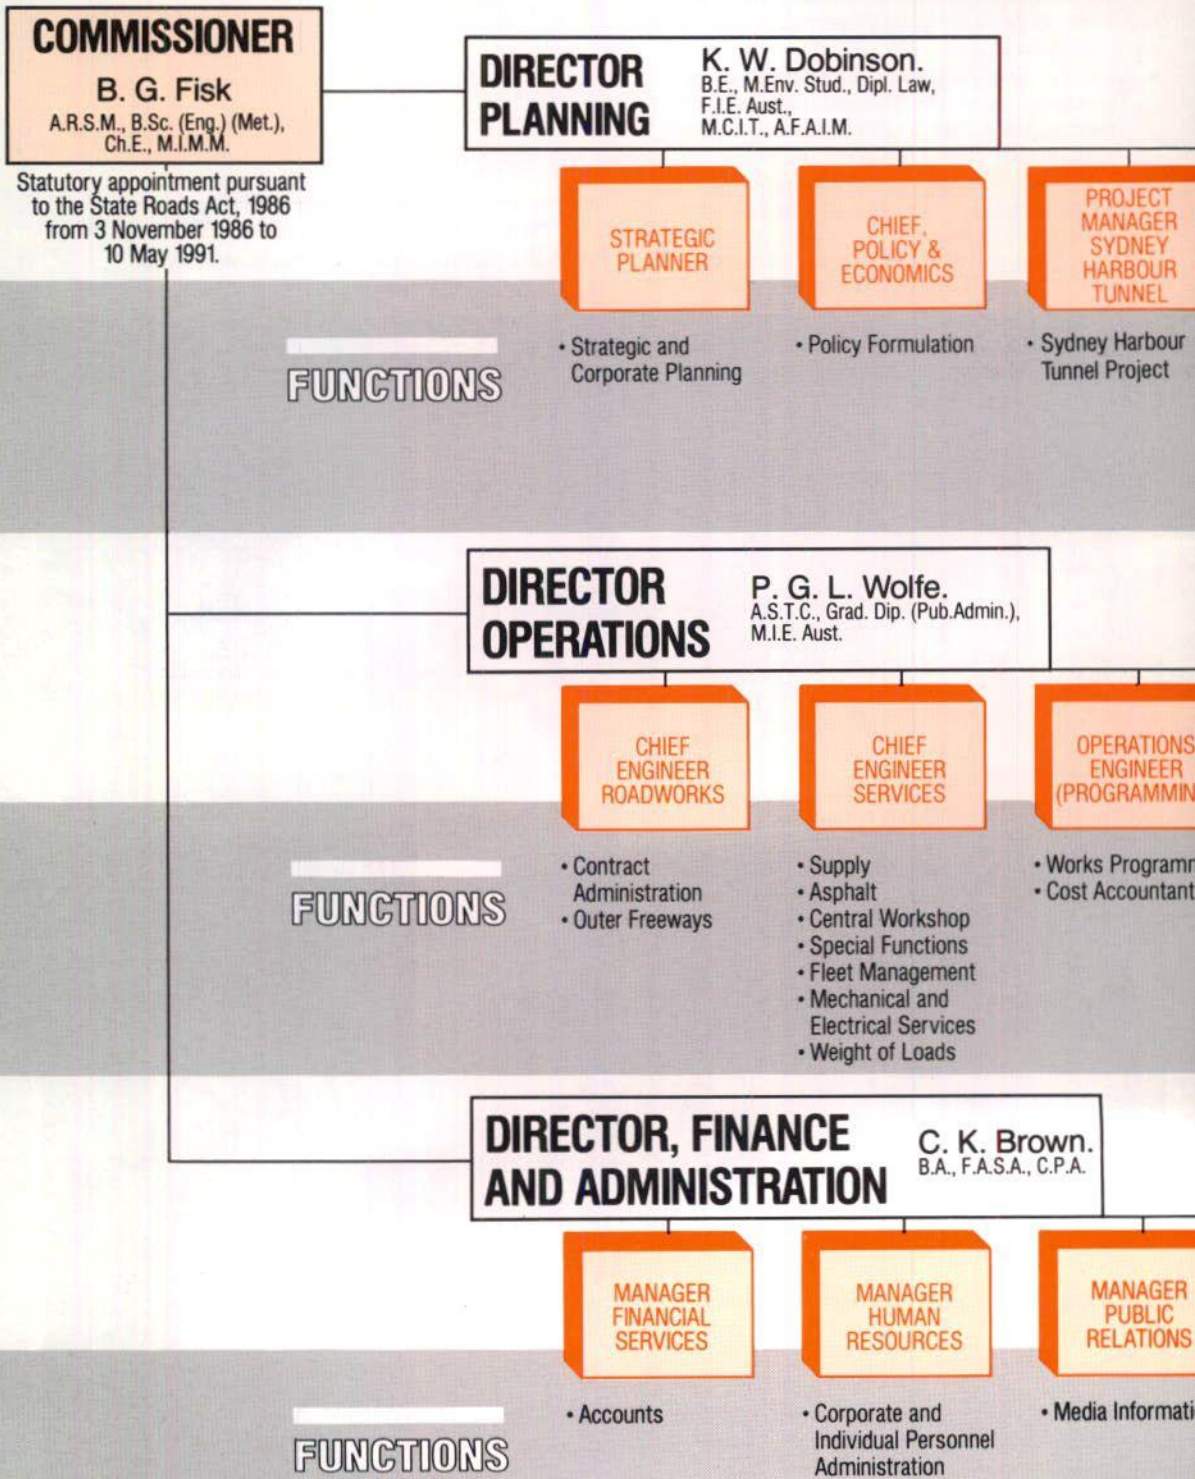 COMMISSIONER
B. G. Fisk
A.R.S.M., B.Sc. (Eng.) (Met.),
Ch.E., M.I.M.M.
Statutory appointment pursuant
to the State Roads Act, 1986
from 3 November 1986 to
10 May 1991.
DIRECTOR
PLANNING
K. W. Dobinson.
B.E., M.Env. Stud., Dipl. Law,
F.I.E. Aust.,
M.C.I.T., A.F.A.I.M.
STRATEGIC
PLANNER
CHIEF,
POLICY &
ECONOMICS
PROJECT
MANAGER
SYDNEY
HARBOUR
TUNNEL
FUNCTIONS
• Strategic and
Corporate Planning
• Policy Formulation
• Sydney Harbour
Tunnel Project
DIRECTOR
OPERATIONS
P. G. L. Wolfe.
A.S.T.C., Grad. Dip. (Pub.Admin.),
M.I.E. Aust.
CHIEF
ENGINEER
ROADWORKS
CHIEF
ENGINEER
SERVICES
OPERATIONS
ENGINEER
(PROGRAMMIN
FUNCTIONS
• Contract
Administration
• Outer Freeways
• Supply
• Asphalt
• Central Workshop
• Special Functions
• Fleet Management
• Mechanical and
Electrical Services
• Weight of Loads
• Works Programm
• Cost Accountant
DIRECTOR, FINANCE
AND ADMINISTRATION
C. K. Brown.
B.A., F.A.S.A., C.P.A.
MANAGER
FINANCIAL
SERVICES
MANAGER
HUMAN
RESOURCES
MANAGER
PUBLIC
RELATIONS
FUNCTIONS
• Accounts
• Corporate and
Individual Personnel
Administration
• Media Informati